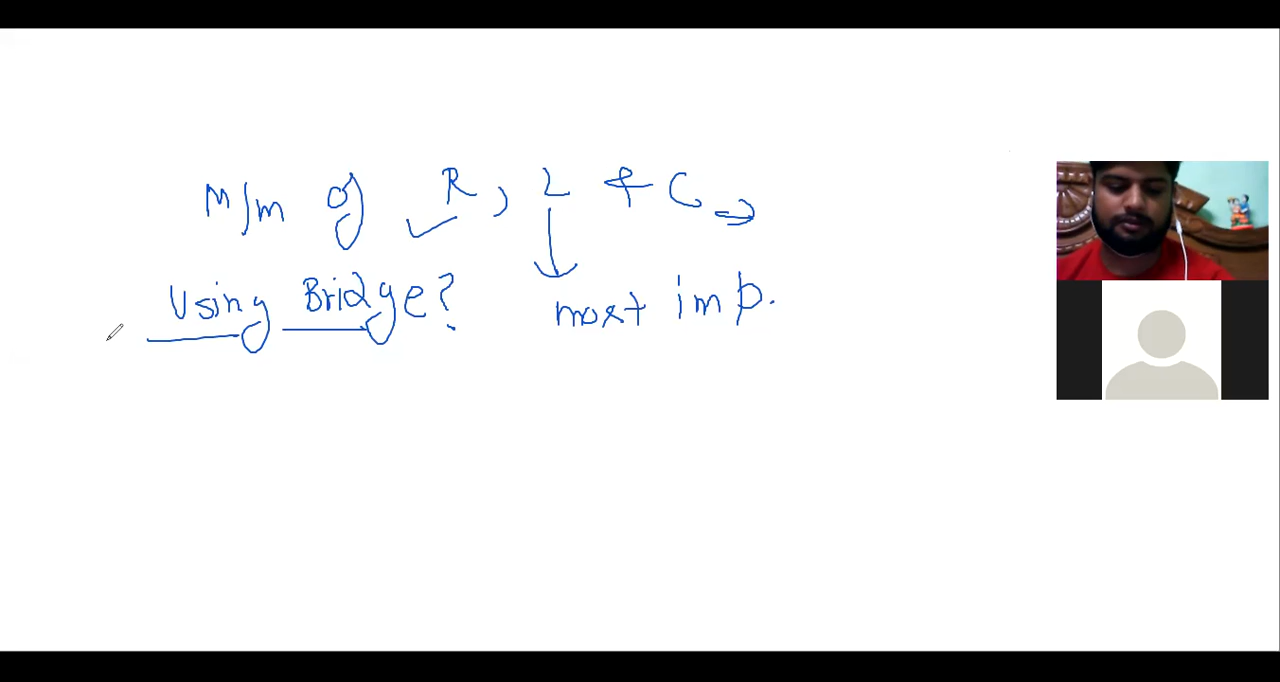 M/m of R, L & C →
Using Bridge? most imp.